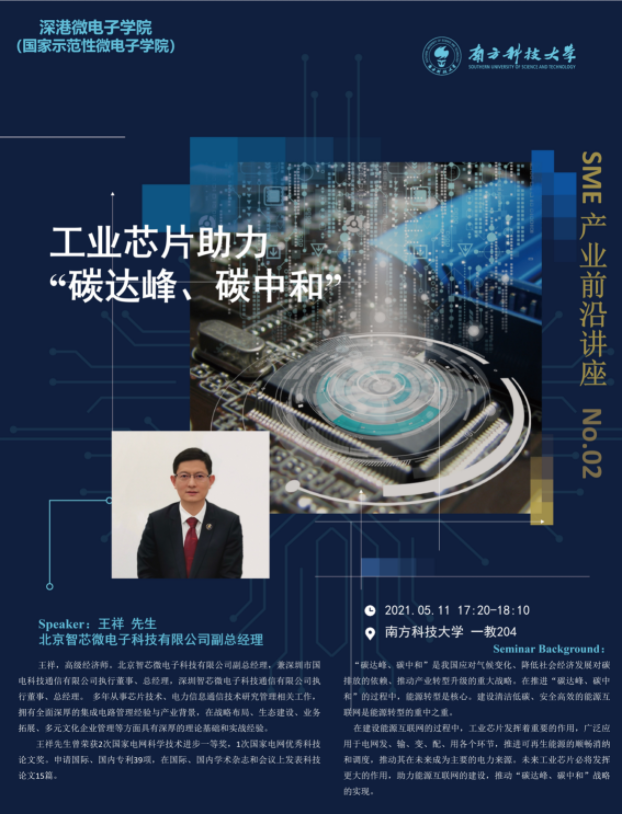 深港微电子学院
（国家示范性微电子学院）
南方科技大学
SOUTHERN UNIVERSITY OF SCIENCE AND TECHNOLOGY
SME 产业前沿讲座 No.02
工业芯片助力
“碳达峰、碳中和”
Speaker：王祥 先生
北京智芯微电子科技有限公司副总经理
王祥，高级经济师。北京智芯微电子科技有限公司副总经理，兼深圳市国
电科技通信有限公司执行董事、总经理，深圳智芯微电子科技通信有限公司执
行董事、总经理。 多年从事芯片技术、电力信息通信技术研究管理相关工作，
拥有全面深厚的集成电路管理经验与产业背景，在战略布局、生态建设、业务
拓展、多元文化企业管理等方面具有深厚的理论基础和实战经验。
王祥先生曾荣获2次国家电网科学技术进步一等奖，1次国家电网优秀科技
论文奖。申请国际、国内专利39项，在国际、国内学术杂志和会议上发表科技
论文15篇。
2021.05.11 17:20-18:10
南方科技大学 一教204
Seminar Background：
“碳达峰、碳中和”是我国应对气候变化、降低社会经济发展对碳
排放的依赖、推动产业转型升级的重大战略。在推进“碳达峰、碳中
和”的过程中，能源转型是核心。建设清洁低碳、安全高效的能源互
联网是能源转型的重中之重。
在建设能源互联网的过程中，工业芯片发挥着重要的作用，广泛应
用于电网发、输、变、配、用各个环节，推进可再生能源的顺畅消纳
和调度，推动其在未来成为主要的电力来源。未来工业芯片必将发挥
更大的作用，助力能源互联网的建设，推动“碳达峰、碳中和”战略
的实现。